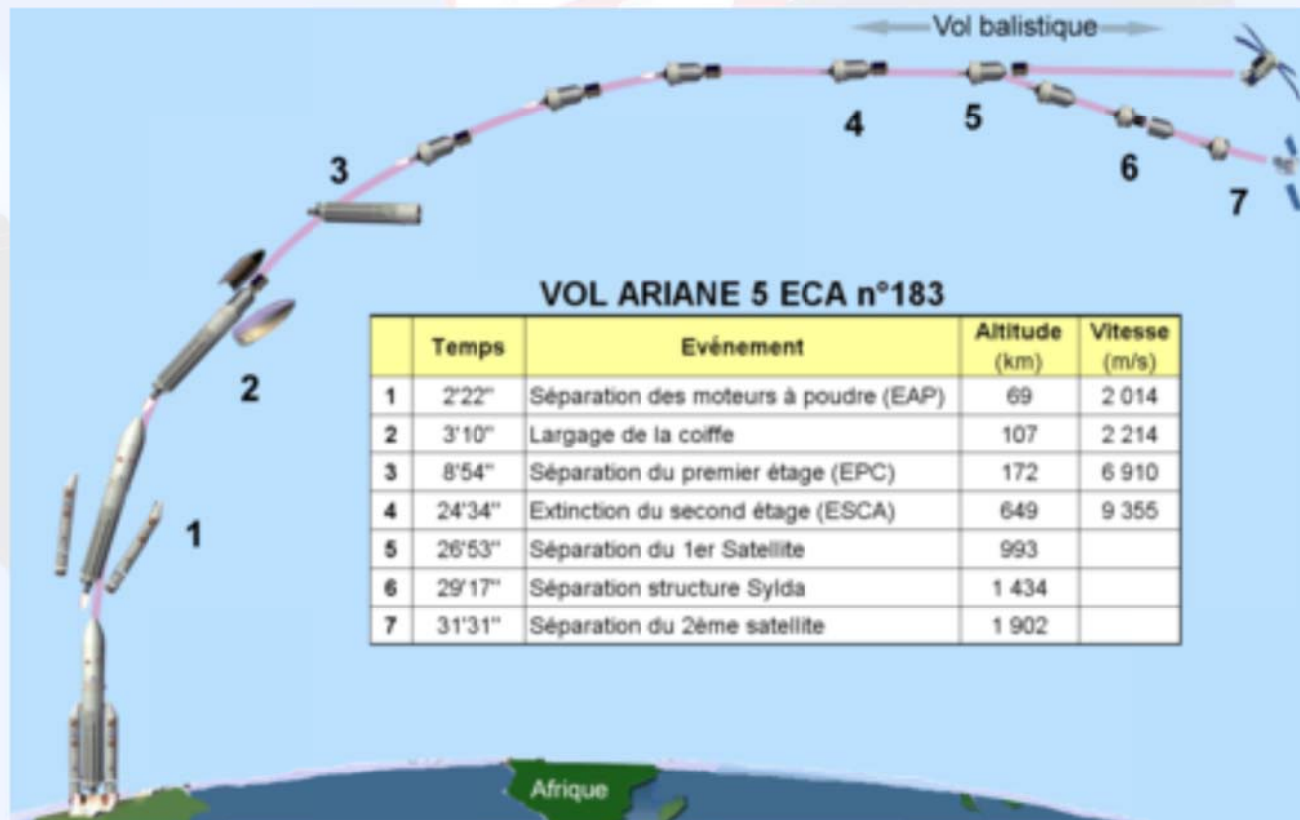 Vol balistique
4
5
6
7
3
2
1
VOL ARIANE 5 ECA n°183
Temps Evénement Altitude (km) Vitesse (m/s)
1 2'22" Séparation des moteurs à poudre (EAP) 69 2 014
2 3'10" Largage de la coiffe 107 2 214
3 8'54" Séparation du premier étage (EPC) 172 6 910
4 24'34" Extinction du second étage (ESCA) 649 9 355
5 26'53" Séparation du 1er Satellite 993
6 29'17" Séparation structure Sylda 1 434
7 31'31" Séparation du 2ème satellite 1 902
Afrique